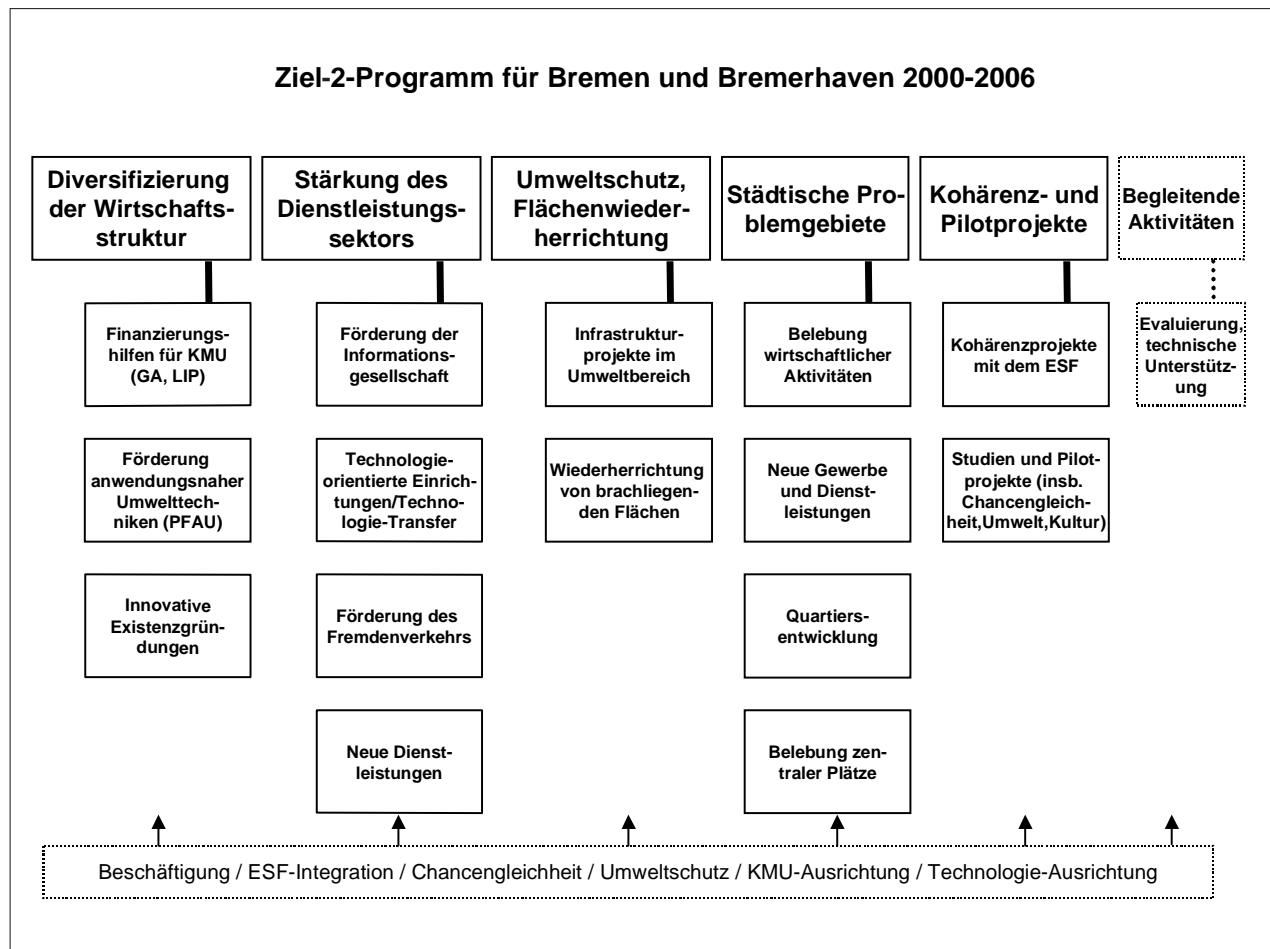 Ziel-2-Programm für Bremen und Bremerhaven 2000-2006
Diversifizierung
der Wirtschafts-
struktur
Stärkung des
Dienstleistungs-
sektors
Umweltschutz,
Flächenwieder-
herrichtung
Städtische Pro-
blemgebiete
Kohärenz- und
Pilotprojekte
Begleitende
Aktivitäten
Finanzierungs-
hilfen für KMU
(GA, LIP)
Förderung der
Informations-
gesellschaft
Infrastruktur-
projekte im
Umweltbereich
Belebung
wirtschaftlicher
Aktivitäten
Kohärenzprojekte
mit dem ESF
Evaluierung,
technische
Unterstütz-
ung
Förderung
anwendungsnaher
Umwelttech-
niken (PFAU)
Technologie-
orientierte Einrich-
tungen/Techno-
logie-Transfer
Wiederherrichtung
von brachliegen-
den Flächen
Neue Gewerbe
und Dienst-
leistungen
Studien und Pilot-
projekte (insb.
Chancengleich-
heit,Umwelt,Kultur)
Innovative
Existenzgrün-
dungen
Förderung des
Fremdenverkehrs
Quartiers-
entwicklung
Neue Dienst-
leistungen
Belebung zen-
traler Plätze
Beschäftigung / ESF-Integration / Chancengleichheit / Umweltschutz / KMU-Ausrichtung / Technologie-Ausrichtung